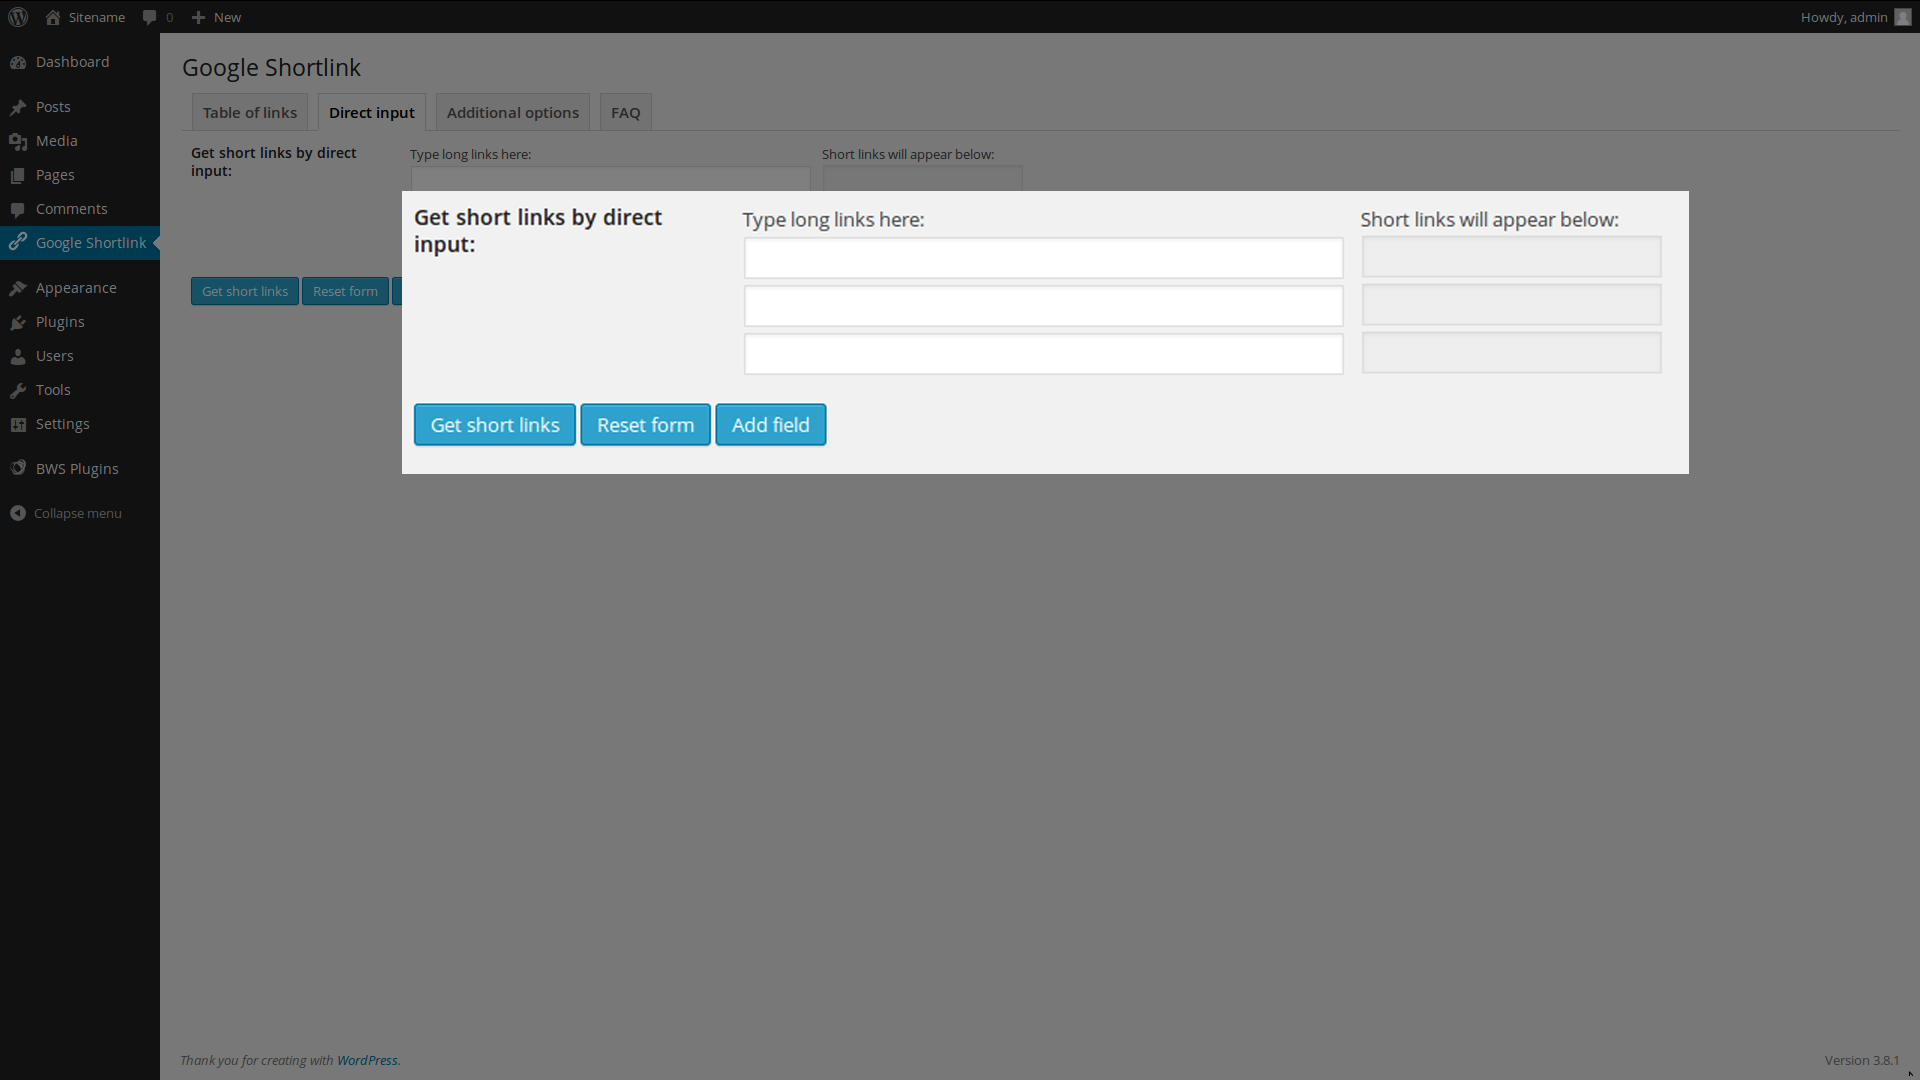 Sitename
0
New
Howdy, admin
Dashboard
Posts
Media
Pages
Comments
Google Shortlink
Appearance
Plugins
Users
Tools
Settings
BWS Plugins
Collapse menu
Google Shortlink
Table of links
Direct input
Additional options
FAQ
Get short links by direct
input:
Type long links here:
Short links will appear below:
Get short links
Reset form
Get short links by direct
input:
Type long links here:
Short links will appear below:
Get short links
Reset form
Add field
Thank you for creating with WordPress.
Version 3.8.1